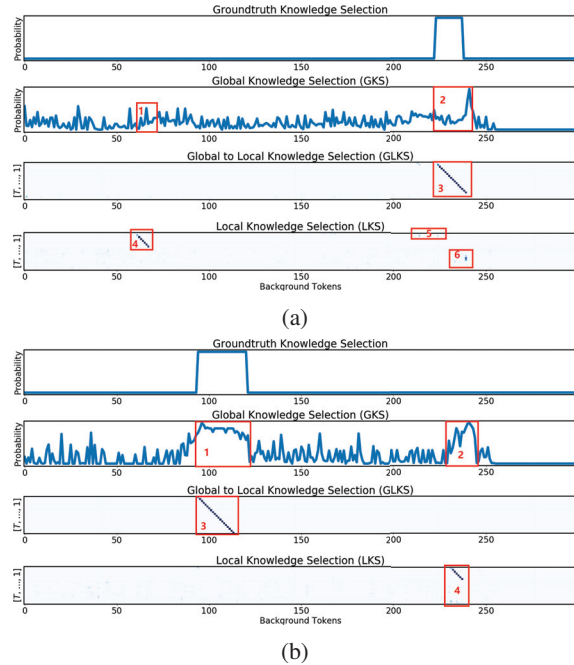 Groundtruth Knowledge Selection
Probability
0 50 100 150 200 250
Global Knowledge Selection (GKS)
Probability
1 2
0 50 100 150 200 250
Global to Local Knowledge Selection (GLKS)
[T, ..., 1]
3
0 50 100 150 200 250
Local Knowledge Selection (LKS)
[T, ..., 1]
4 5 6
0 50 100 150 200 250
Background Tokens
(a)
Groundtruth Knowledge Selection
Probability
0 50 100 150 200 250
Global Knowledge Selection (GKS)
Probability
1 2
0 50 100 150 200 250
Global to Local Knowledge Selection (GLKS)
[T, ..., 1]
3
0 50 100 150 200 250
Local Knowledge Selection (LKS)
[T, ..., 1]
4
0 50 100 150 200 250
Background Tokens
(b)